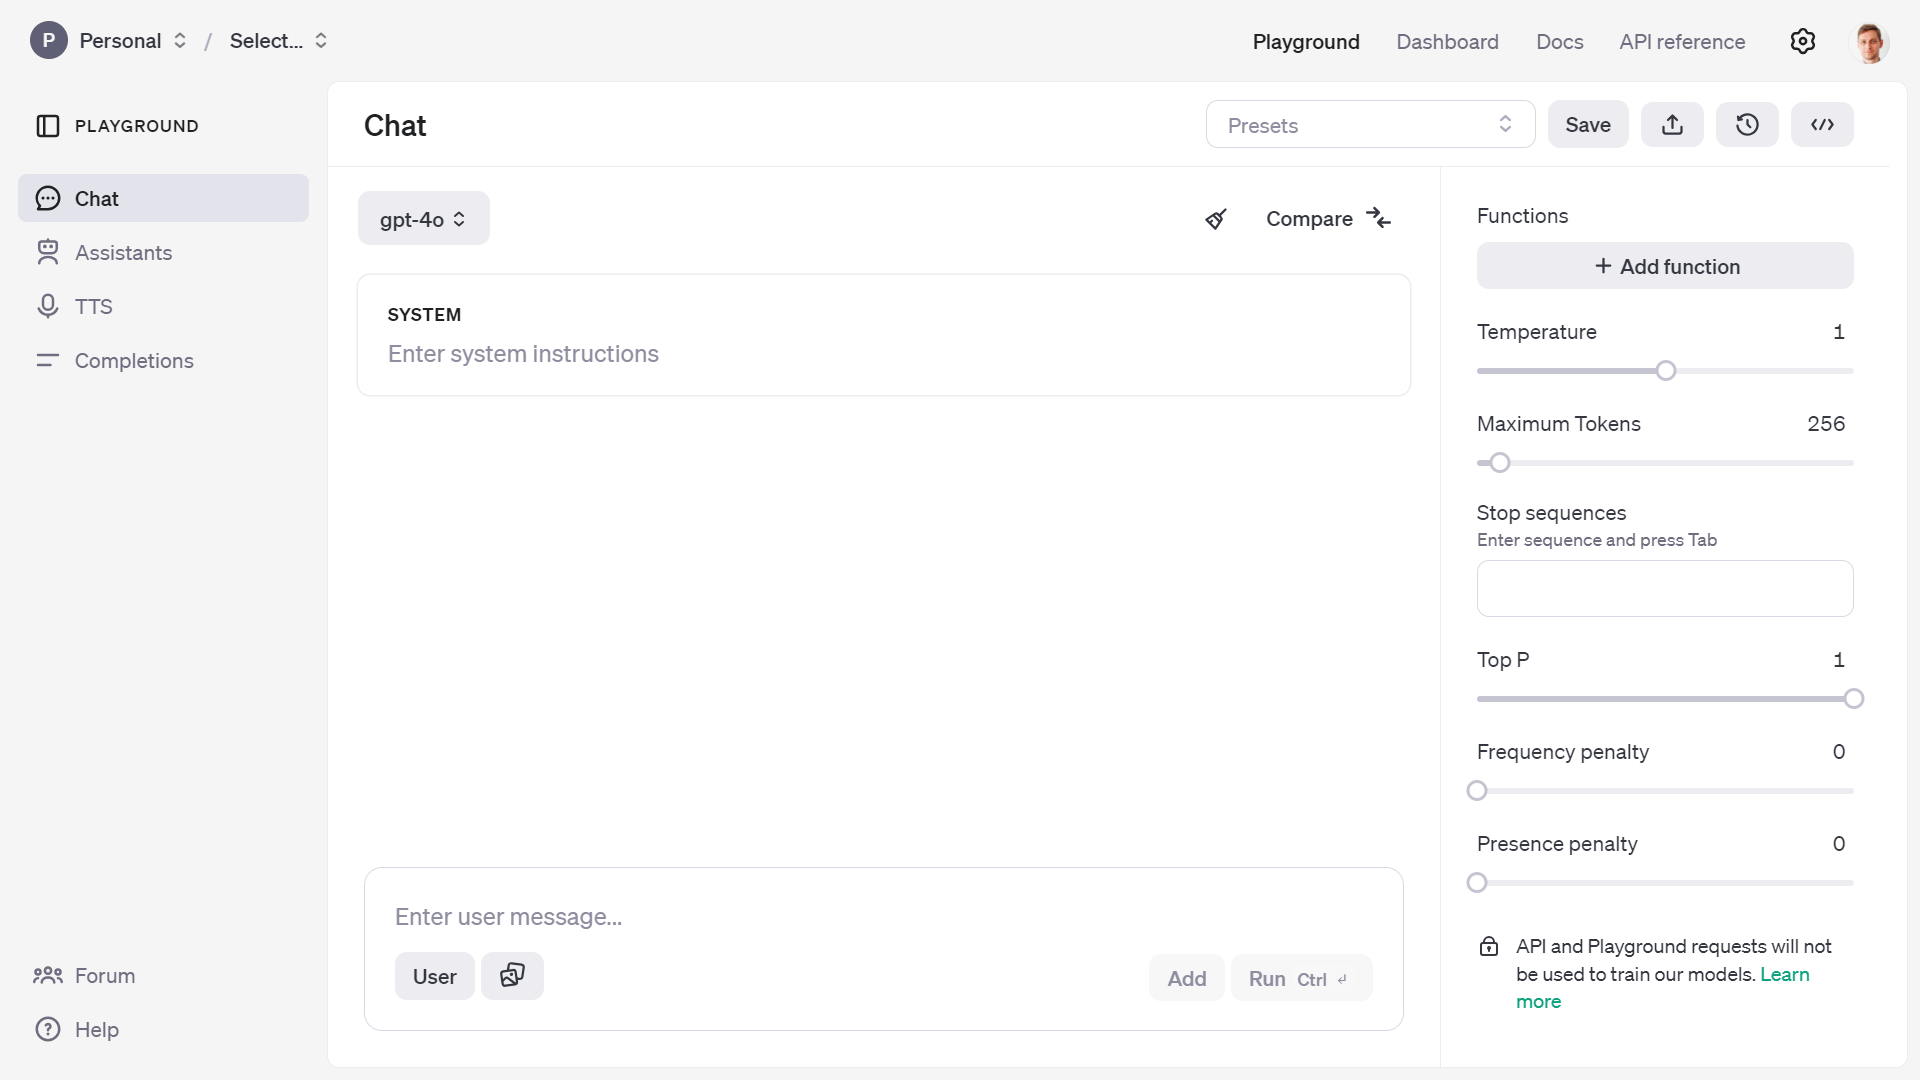 P Personal / Select...
Playground Dashboard Docs API reference
PLAYGROUND
Chat
Assistants
TTS
Completions
Forum
Help
Chat
Presets Save
gpt-4o Compare
SYSTEM
Enter system instructions
Enter user message...
User Add Run Ctrl ↵
Functions
+ Add function
Temperature 1
Maximum Tokens 256
Stop sequences
Enter sequence and press Tab
Top P 1
Frequency penalty 0
Presence penalty 0
API and Playground requests will not
be used to train our models. Learn
more